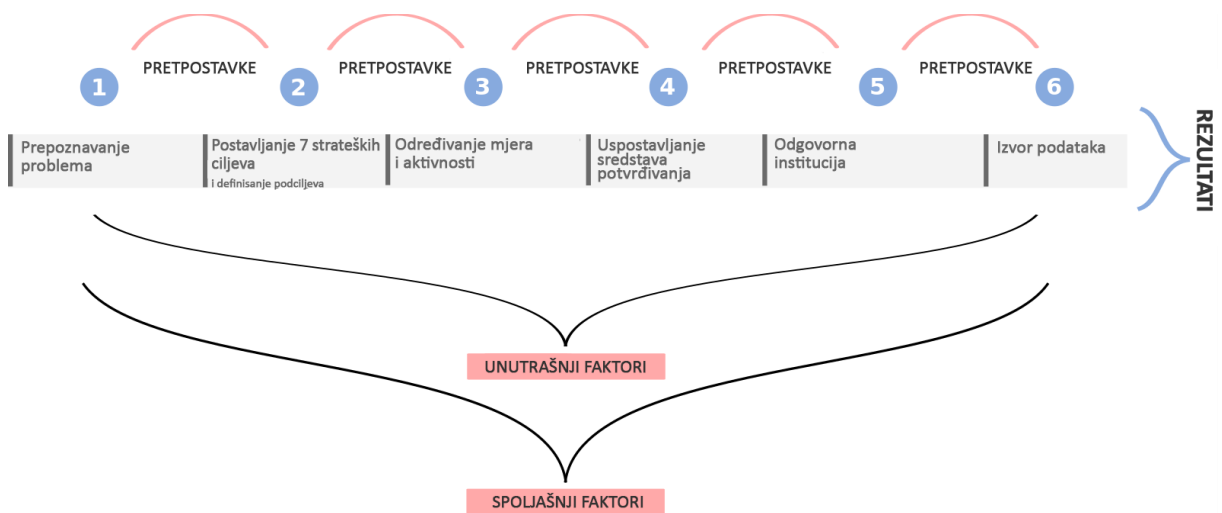 PRETPOSTAVKE
PRETPOSTAVKE
PRETPOSTAVKE
PRETPOSTAVKE
PRETPOSTAVKE
1
2
3
4
5
6
Prepoznavanje
problema
Postavljanje 7 strateških
ciljeva
i definisanje podciljeva
Određivanje mjera
i aktivnosti
Uspostavljanje
sredstava
potvrđivanja
Odgovorna
institucija
Izvor podataka
REZULTATI
UNUTRAŠNJI FAKTORI
SPOLJAŠNJI FAKTORI